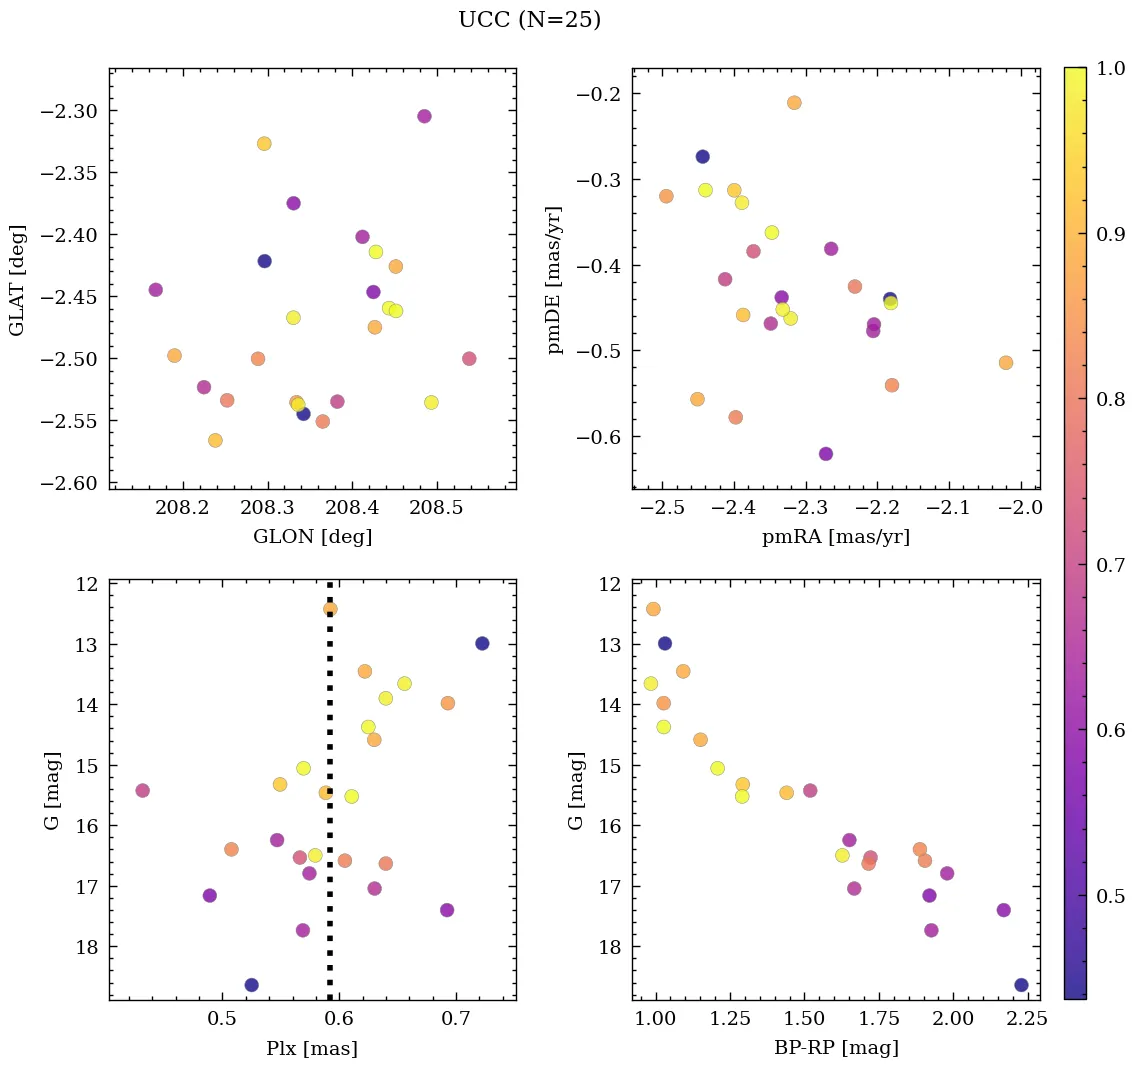 UCC (N=25)
−2.30
−2.35
−2.40
−2.45
−2.50
−2.55
−2.60
GLAT [deg]
208.2 208.3 208.4 208.5
GLON [deg]
−0.2
−0.3
−0.4
−0.5
−0.6
pmDE [mas/yr]
−2.5 −2.4 −2.3 −2.2 −2.1 −2.0
pmRA [mas/yr]
12
13
14
15
16
17
18
G [mag]
0.5 0.6 0.7
Plx [mas]
12
13
14
15
16
17
18
G [mag]
1.00 1.25 1.50 1.75 2.00 2.25
BP-RP [mag]
1.0
0.9
0.8
0.7
0.6
0.5